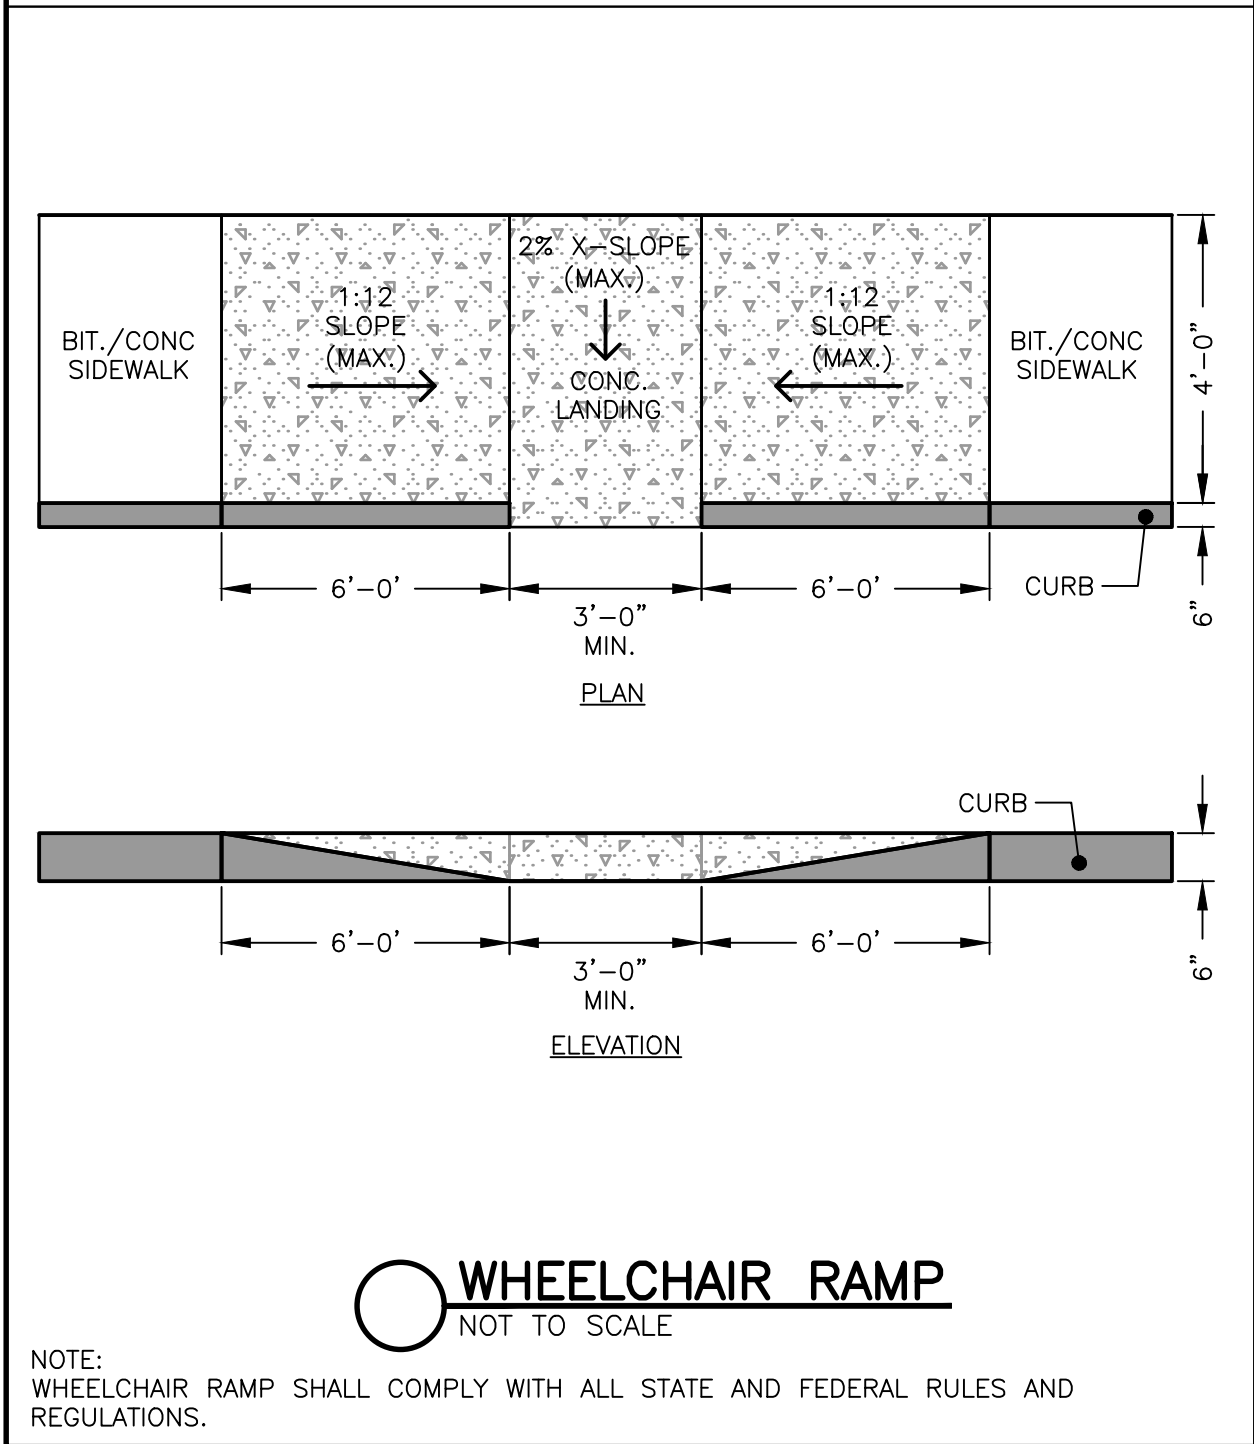 2% X-SLOPE
(MAX.)
1:12
SLOPE
(MAX.)
1:12
SLOPE
(MAX.)
BIT./CONC
SIDEWALK
BIT./CONC
SIDEWALK
CONC.
LANDING
4'-0"
CURB
6"
6'-0'
3'-0"
MIN.
6'-0'
PLAN
CURB
6'-0'
3'-0"
MIN.
6'-0'
6"
ELEVATION
WHEELCHAIR RAMP
NOT TO SCALE
NOTE:
WHEELCHAIR RAMP SHALL COMPLY WITH ALL STATE AND FEDERAL RULES AND
REGULATIONS.